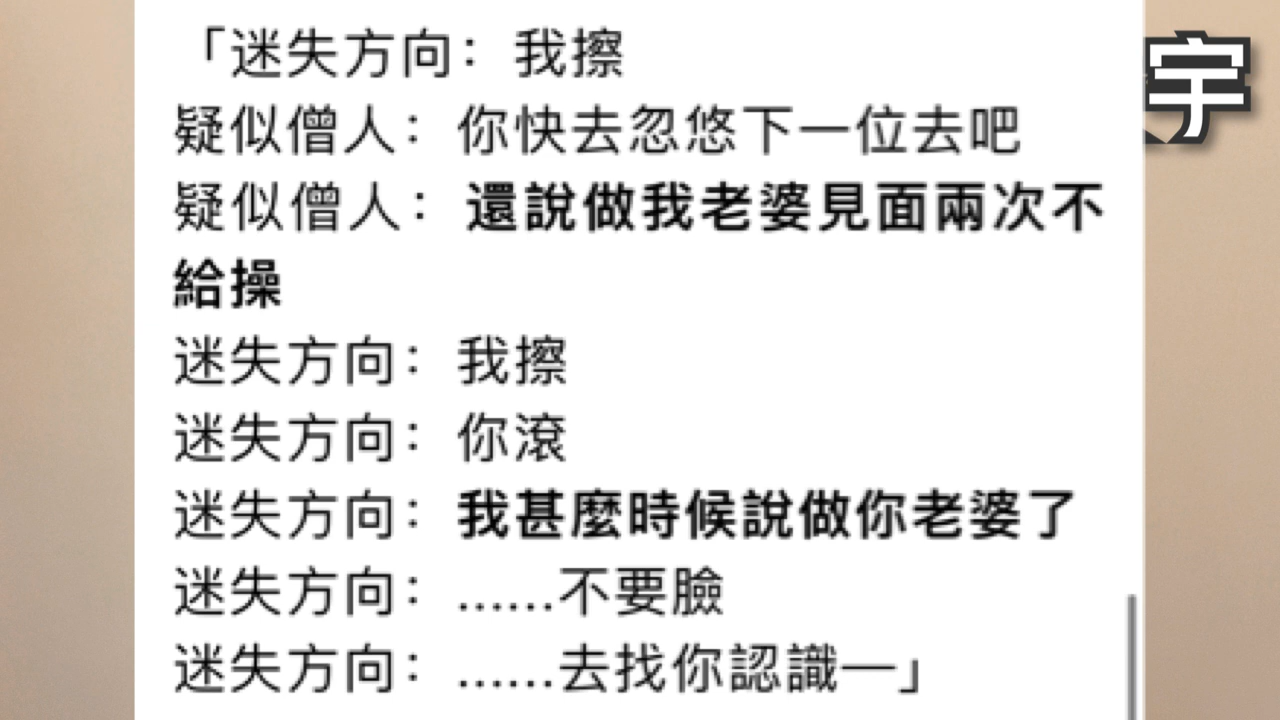 「迷失方向：我擦
疑似僧人：你快去忽悠下一位去吧
疑似僧人：還說做我老婆見面兩次不
給操
迷失方向：我擦
迷失方向：你滾
迷失方向：我甚麼時候說做你老婆了
迷失方向：……不要臉
迷失方向：……去找你認識一」
宇